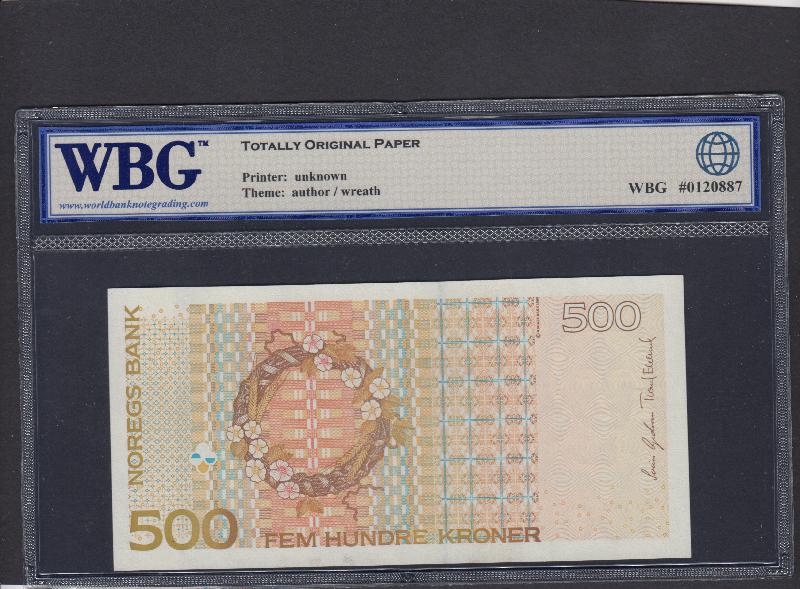 WBG™
www.worldbanknotegrading.com
TOTALLY ORIGINAL PAPER
Printer: unknown
Theme: author / wreath
WBG #0120887
NOREGS BANK
500
500
FEM HUNDRE KRONER